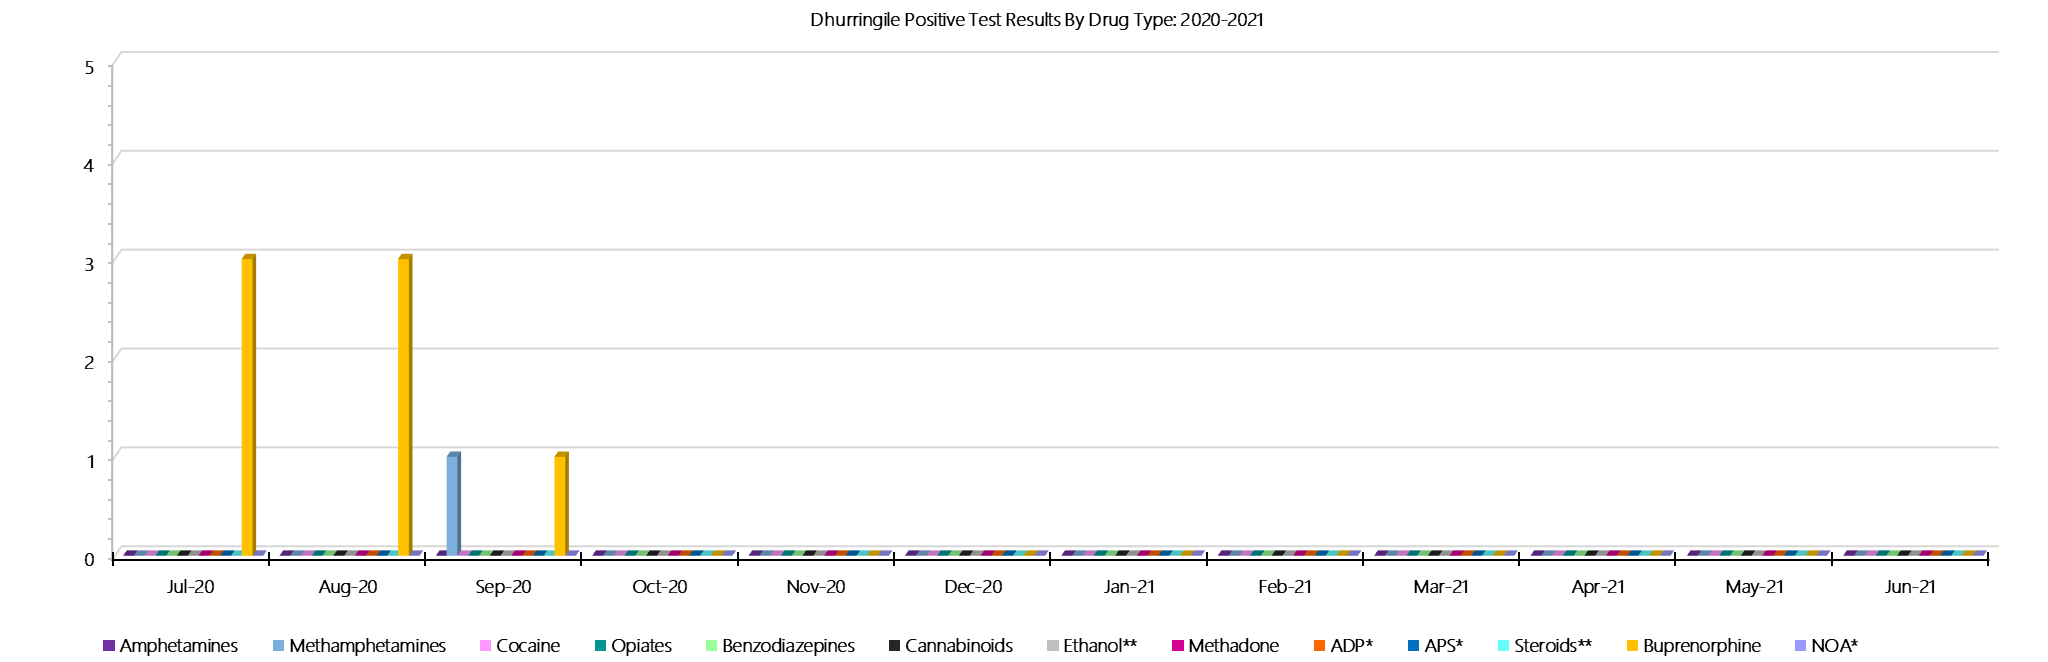 Dhurringile Positive Test Results By Drug Type: 2020-2021
5
4
3
2
1
0
Jul-20 Aug-20 Sep-20 Oct-20 Nov-20 Dec-20 Jan-21 Feb-21 Mar-21 Apr-21 May-21 Jun-21
Amphetamines Methamphetamines Cocaine Opiates Benzodiazepines Cannabinoids Ethanol** Methadone ADP* APS* Steroids** Buprenorphine NOA*